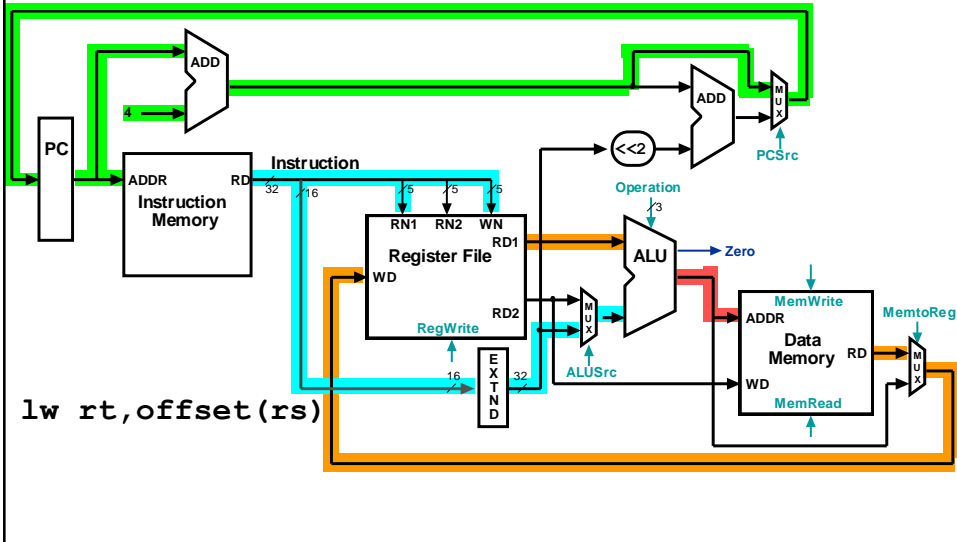 ADD
4
PC
ADD
M
U
X
PCSrc
<<2
Instruction
ADDR
RD
32
16
5
5
5
Instruction
Memory
Operation
3
RN1
RN2
WN
RD1
Register File
ALU
Zero
WD
RD2
RegWrite
M
U
X
ALUSrc
MemWrite
ADDR
Data
Memory
RD
WD
MemRead
MemtoReg
M
U
X
16
E
X
T
N
D
32
lw rt,offset(rs)